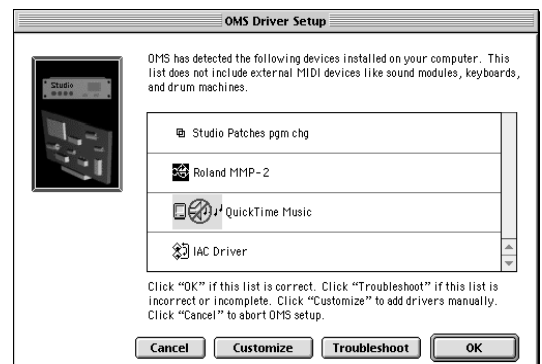 OMS Driver Setup
OMS has detected the following devices installed on your computer. This
list does not include external MIDI devices like sound modules, keyboards,
and drum machines.
Studio
Studio Patches pgm chg
Roland MMP-2
QuickTime Music
IAC Driver
Click “OK” if this list is correct. Click “Troubleshoot” if this list is
incorrect or incomplete. Click “Customize” to add drivers manually.
Click “Cancel” to abort OMS setup.
Cancel
Customize
Troubleshoot
OK